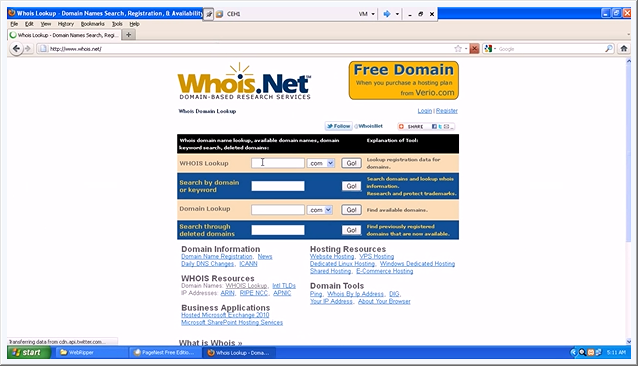 Whois Lookup - Domain Names Search, Registration, & Availability
CEH1
VM
File Edit View History Bookmarks Tools Help
Whois Lookup - Domain Names Search, Regi...
http://www.whois.net/
Google
Whois.Net™
DOMAIN-BASED RESEARCH SERVICES
Free Domain
When you purchase a hosting plan
from Verio.com
Whois Domain Lookup
Login | Register
Follow @WhoisNet
SHARE
Whois domain name lookup, available domain names, domain
keyword search, deleted domains:
Explanation of Tool:
WHOIS Lookup
.com
Go!
Lookup registration data for
domains.
Search by domain
or keyword
Go!
Search domains and lookup whois
information.
Research and protect trademarks.
Domain Lookup
.com
Go!
Find available domains.
Search through
deleted domains
Go!
Find previously registered
domains that are now available.
Domain Information
Domain Name Registration, News
Daily DNS Changes, ICANN
WHOIS Resources
Domain Names: WHOIS Lookup, Intl TLDs
IP Addresses: ARIN, RIPE NCC, APNIC
Business Applications
Hosted Microsoft Exchange 2010
Microsoft SharePoint Hosting Services
Hosting Resources
Website Hosting, VPS Hosting
Dedicated Linux Hosting, Windows Dedicated Hosting
Shared Hosting, E-Commerce Hosting
Domain Tools
Ping, Whois By Ip Address, DIG,
Your IP Address, About Your Browser
What is Whois »
Transferring data from cdn.api.twitter.com...
start
WebRipper
PageNest Free Edition...
Whois Lookup - Doma...
5:11 AM